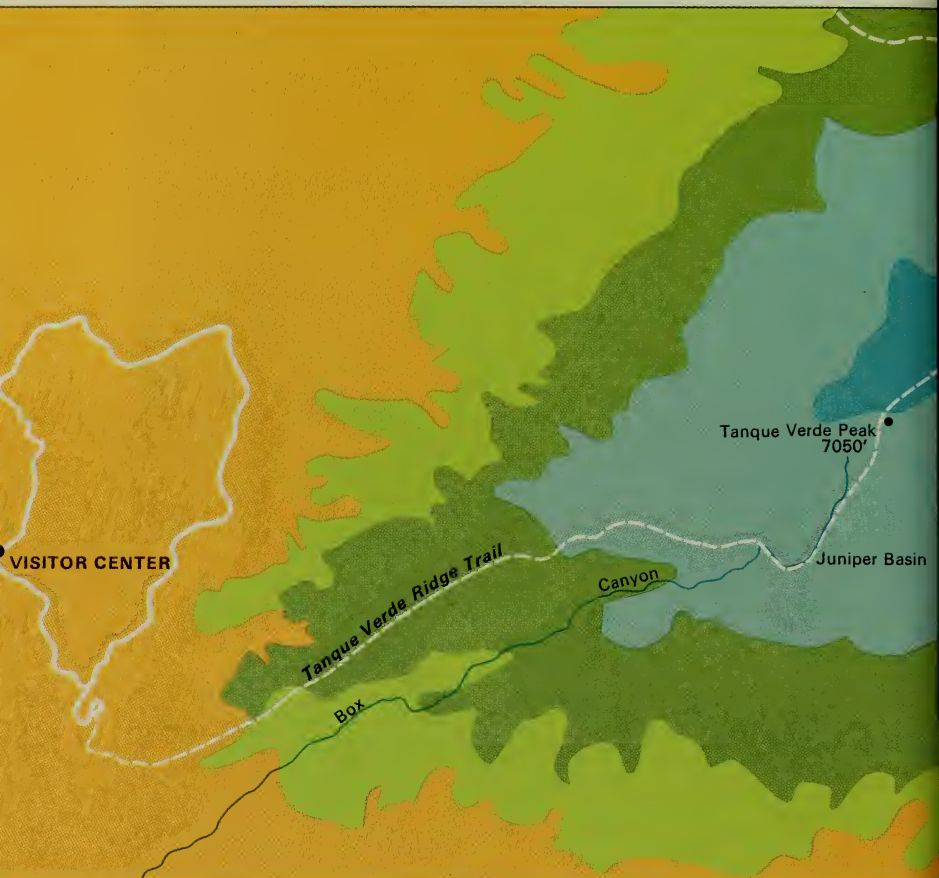 Tanque Verde Peak
7050'
VISITOR CENTER
Tanque Verde Ridge Trail
Canyon
Juniper Basin
Box